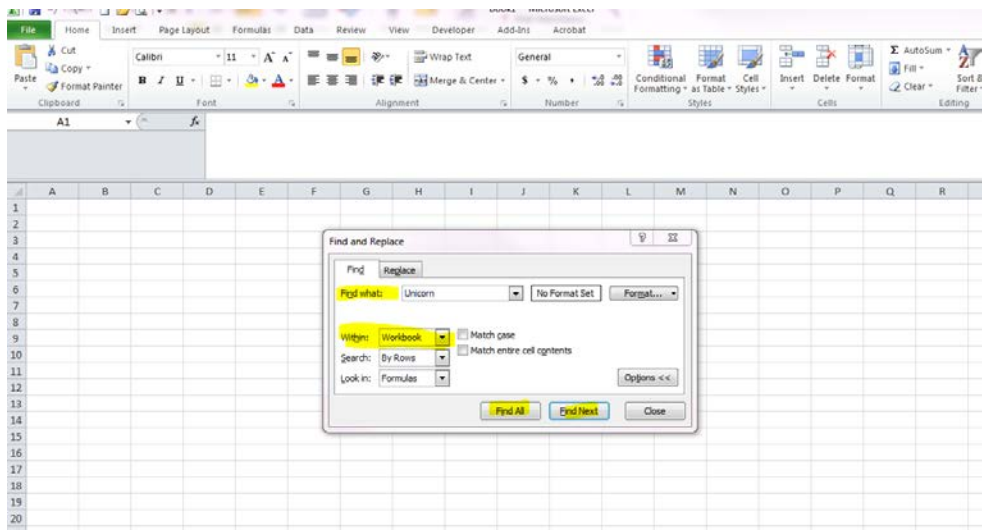 Book1 - Microsoft Excel
File Home Insert Page Layout Formulas Data Review View Developer Add-Ins Acrobat
Cut
Copy
Format Painter
Paste
Calibri 11 A A
Wrap Text
General
B I U A
Merge & Center
$ % ,
Conditional Formatting
Format as Table
Cell Styles
Insert Delete Format
Σ AutoSum
Fill
Clear
Sort &
Filter
Clipboard Font Alignment Number Styles Cells Editing
A1 fx
A B C D E F G H I J K L M N O P Q R
1
2
3
4
5
6
7
8
9
10
11
12
13
14
15
16
17
18
19
20
Find and Replace
Find Replace
Find what: Unicorn No Format Set Format...
Within: Workbook Match case
Match entire cell contents
Search: By Rows
Look in: Formulas Options <<
Find All Find Next Close